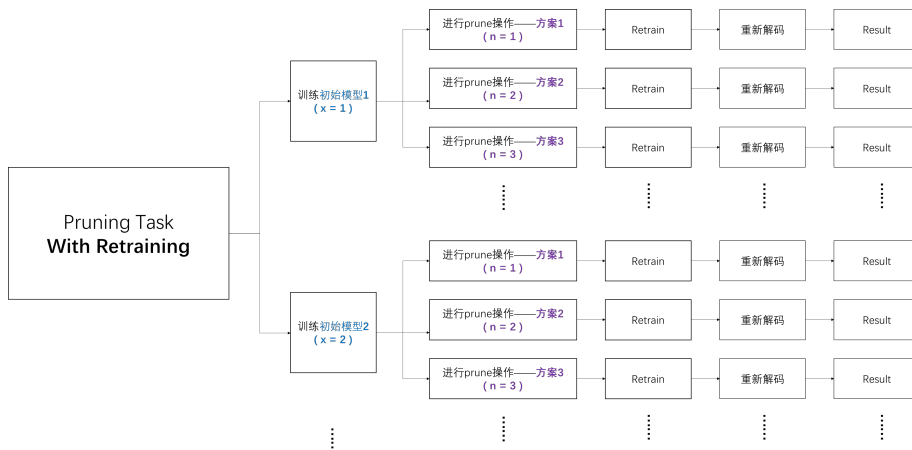 Pruning Task
With Retraining
训练初始模型1
( x = 1 )
进行prune操作——方案1
( n = 1 )
Retrain
重新解码
Result
进行prune操作——方案2
( n = 2 )
Retrain
重新解码
Result
进行prune操作——方案3
( n = 3 )
Retrain
重新解码
Result
训练初始模型2
( x = 2 )
进行prune操作——方案1
( n = 1 )
Retrain
重新解码
Result
进行prune操作——方案2
( n = 2 )
Retrain
重新解码
Result
进行prune操作——方案3
( n = 3 )
Retrain
重新解码
Result